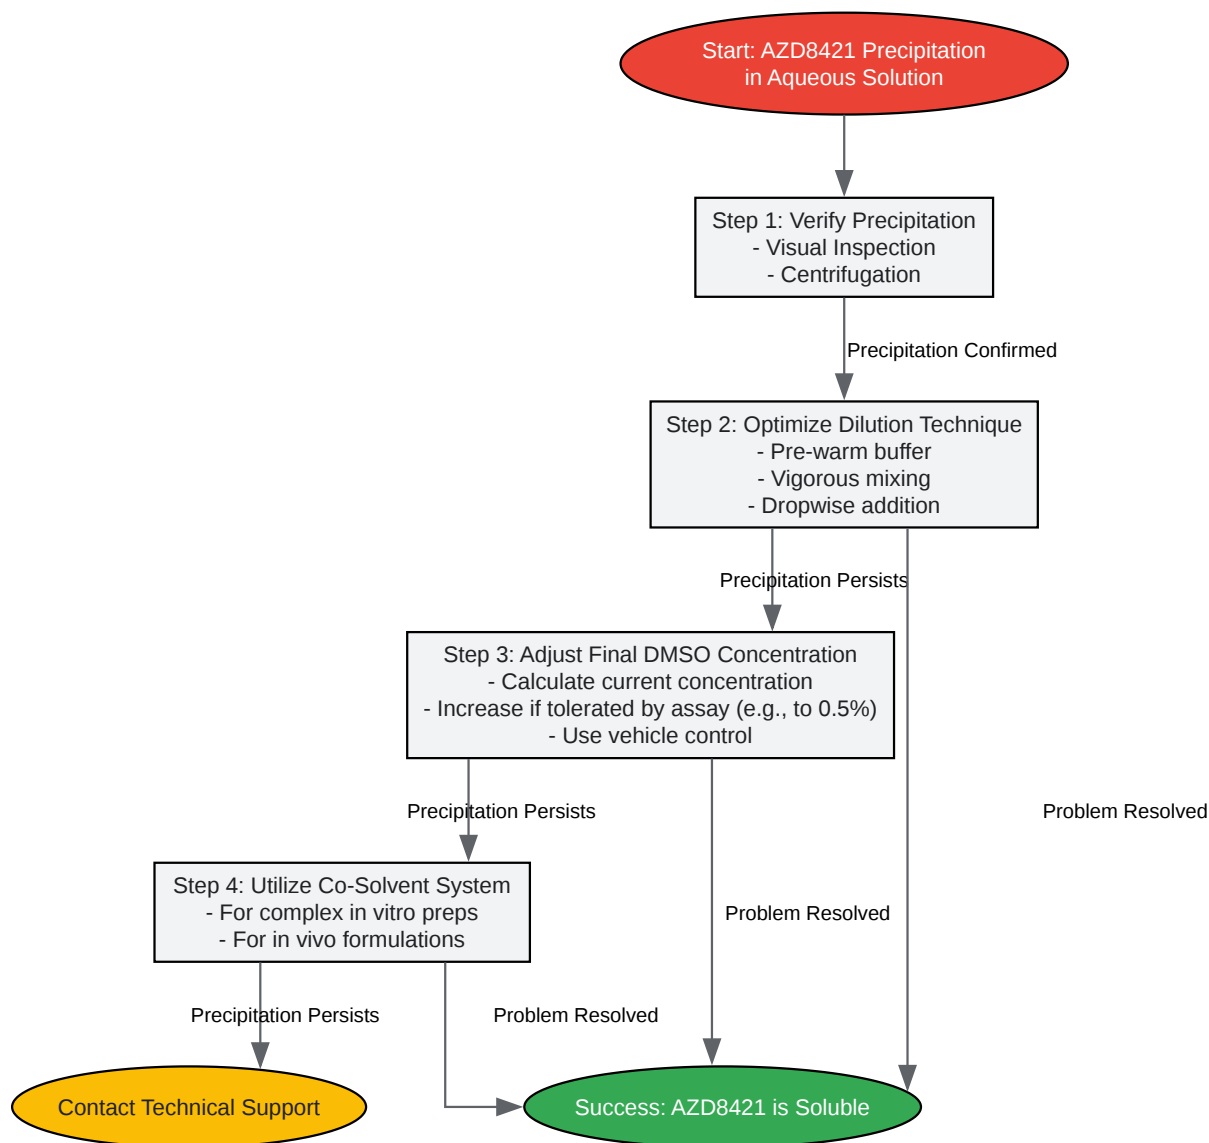 Start: AZD8421 Precipitation
in Aqueous Solution
Step 1: Verify Precipitation
- Visual Inspection
- Centrifugation
Precipitation Confirmed
Step 2: Optimize Dilution Technique
- Pre-warm buffer
- Vigorous mixing
- Dropwise addition
Precipitation Persists
Step 3: Adjust Final DMSO Concentration
- Calculate current concentration
- Increase if tolerated by assay (e.g., to 0.5%)
- Use vehicle control
Precipitation Persists
Problem Resolved
Step 4: Utilize Co-Solvent System
- For complex in vitro preps
- For in vivo formulations
Problem Resolved
Precipitation Persists
Problem Resolved
Contact Technical Support
Success: AZD8421 is Soluble